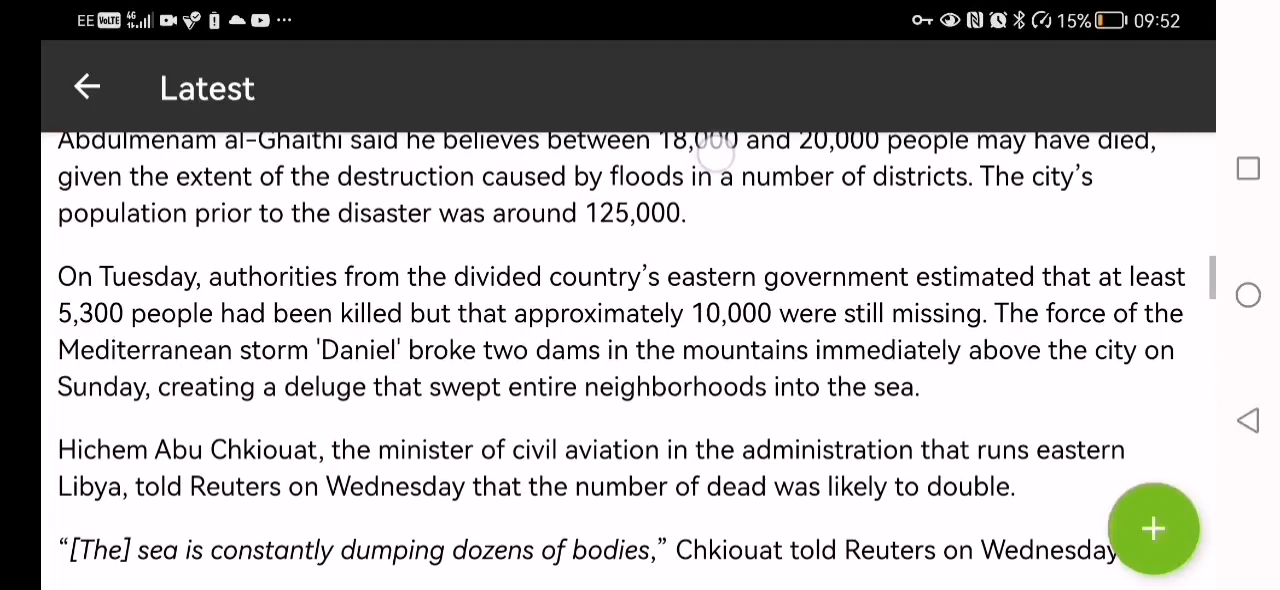 EE VoLTE 4G 15% 09:52
Latest
Abdulmenam al-Ghaithi said he believes between 18,000 and 20,000 people may have died,
given the extent of the destruction caused by floods in a number of districts. The city’s
population prior to the disaster was around 125,000.
On Tuesday, authorities from the divided country’s eastern government estimated that at least
5,300 people had been killed but that approximately 10,000 were still missing. The force of the
Mediterranean storm 'Daniel' broke two dams in the mountains immediately above the city on
Sunday, creating a deluge that swept entire neighborhoods into the sea.
Hichem Abu Chkiouat, the minister of civil aviation in the administration that runs eastern
Libya, told Reuters on Wednesday that the number of dead was likely to double.
“[The] sea is constantly dumping dozens of bodies,” Chkiouat told Reuters on Wednesday